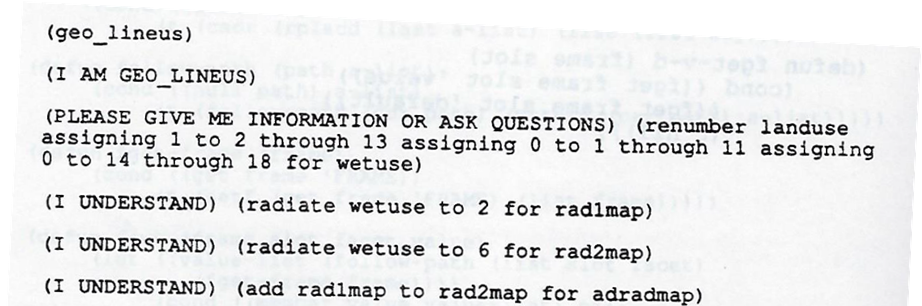 (geo_lineus)
(I AM GEO_LINEUS)
(PLEASE GIVE ME INFORMATION OR ASK QUESTIONS) (renumber landuse
assigning 1 to 2 through 13 assigning 0 to 1 through 11 assigning
0 to 14 through 18 for wetuse)
(I UNDERSTAND) (radiate wetuse to 2 for rad1map)
(I UNDERSTAND) (radiate wetuse to 6 for rad2map)
(I UNDERSTAND) (add rad1map to rad2map for adradmap)